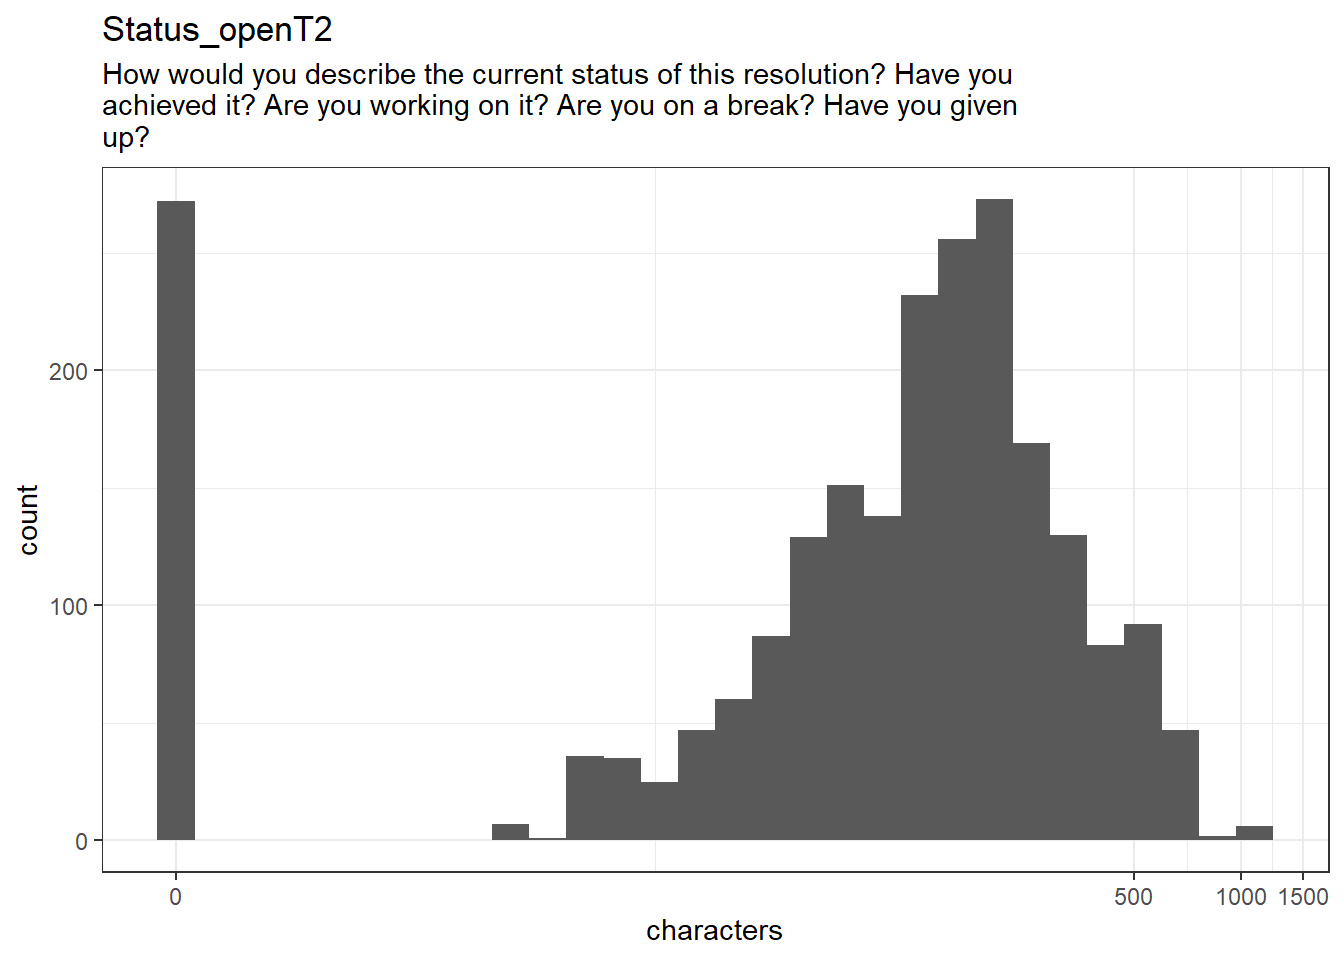 Status_openT2
How would you describe the current status of this resolution? Have you
achieved it? Are you working on it? Are you on a break? Have you given
up?
200
100
0
count
0 500 1000 1500
characters